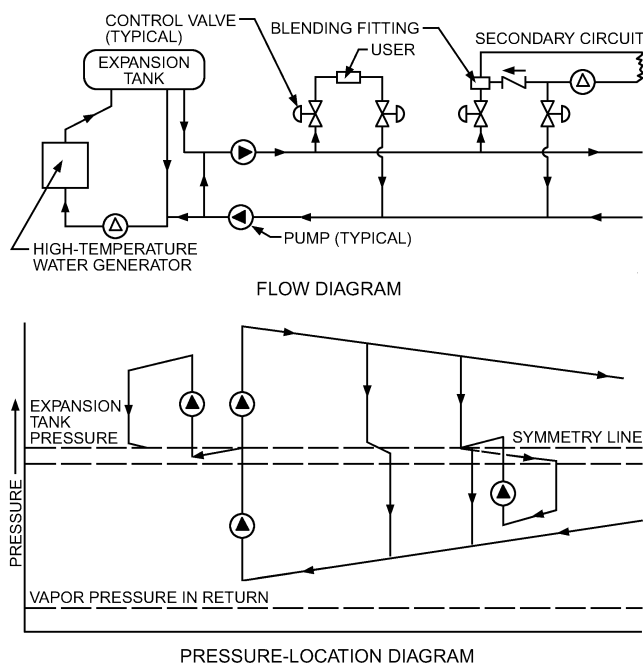 CONTROL VALVE
(TYPICAL)
BLENDING FITTING
USER
SECONDARY CIRCUIT
EXPANSION
TANK
PUMP (TYPICAL)
HIGH-TEMPERATURE
WATER GENERATOR
FLOW DIAGRAM
EXPANSION
TANK
PRESSURE
SYMMETRY LINE
PRESSURE
VAPOR PRESSURE IN RETURN
PRESSURE-LOCATION DIAGRAM